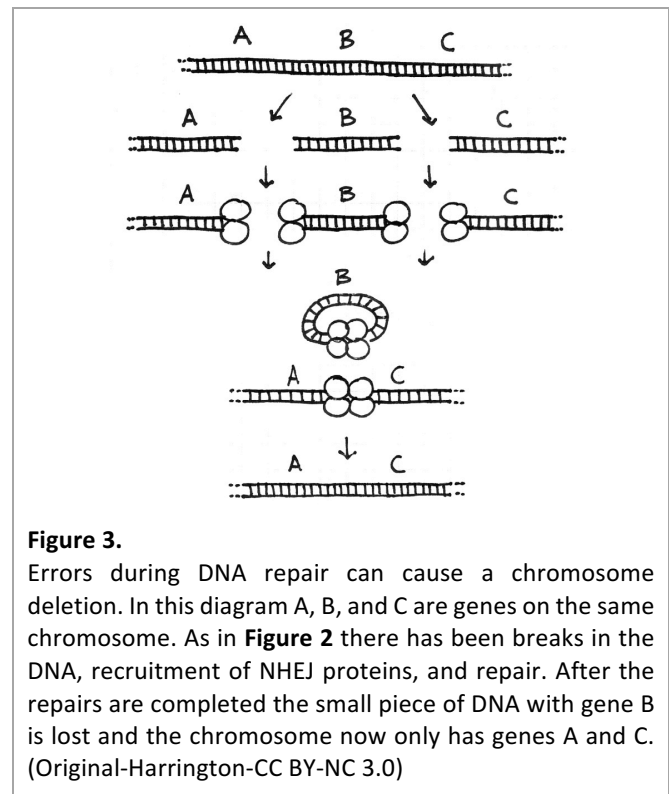 A B C
A B C
A B C
B
A C
A C
Figure 3.
Errors during DNA repair can cause a chromosome
deletion. In this diagram A, B, and C are genes on the same
chromosome. As in Figure 2 there has been breaks in the
DNA, recruitment of NHEJ proteins, and repair. After the
repairs are completed the small piece of DNA with gene B
is lost and the chromosome now only has genes A and C.
(Original-Harrington-CC BY-NC 3.0)